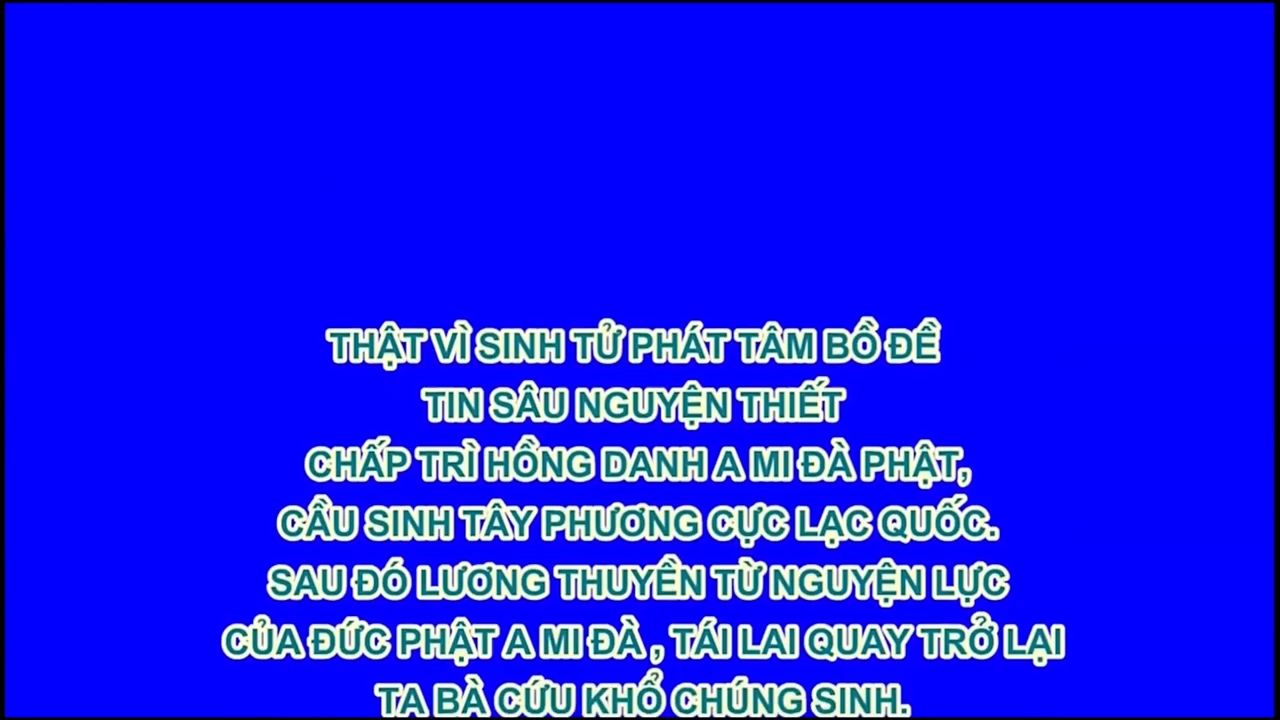 THẬT VÌ SINH TỬ PHÁT TÂM BỒ ĐỀ
TIN SÂU NGUYỆN THIẾT
CHẤP TRÌ HỒNG DANH A MI ĐÀ PHẬT,
CẦU SINH TÂY PHƯƠNG CỰC LẠC QUỐC.
SAU ĐÓ LƯƠNG THUYỀN TỪ NGUYỆN LỰC
CỦA ĐỨC PHẬT A MI ĐÀ , TÁI LAI QUAY TRỞ LẠI
TA BÀ CỨU KHỔ CHÚNG SINH.